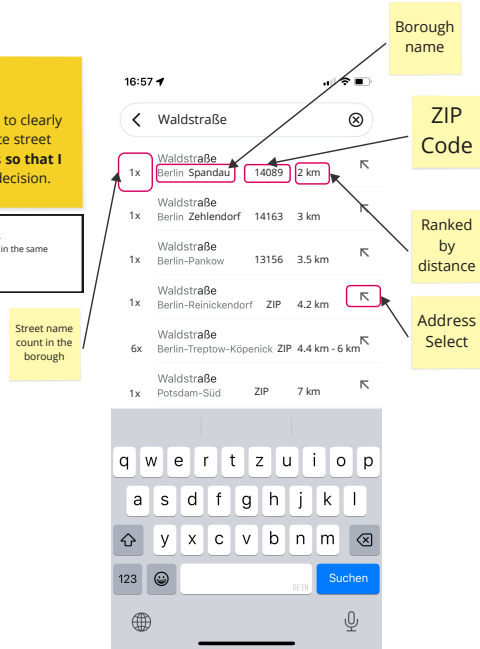 Borough
name
16:57
to clearly
te street
s so that I
decision.
Waldstraße
ZIP
Code
1x
Waldstraße
Berlin Spandau 14089 2 km
1x
Waldstraße
Berlin Zehlendorf 14163 3 km
in the same
Ranked
by
distance
1x
Waldstraße
Berlin-Pankow 13156 3.5 km
1x
Waldstraße
Berlin-Reinickendorf ZIP 4.2 km
Address
Select
Street name
count in the
borough
6x
Waldstraße
Berlin-Treptow-Köpenick ZIP 4.4 km - 6 km
1x
Waldstraße
Potsdam-Süd ZIP 7 km
q w e r t z u i o p
a s d f g h j k l
y x c v b n m
123
DE EN
Suchen